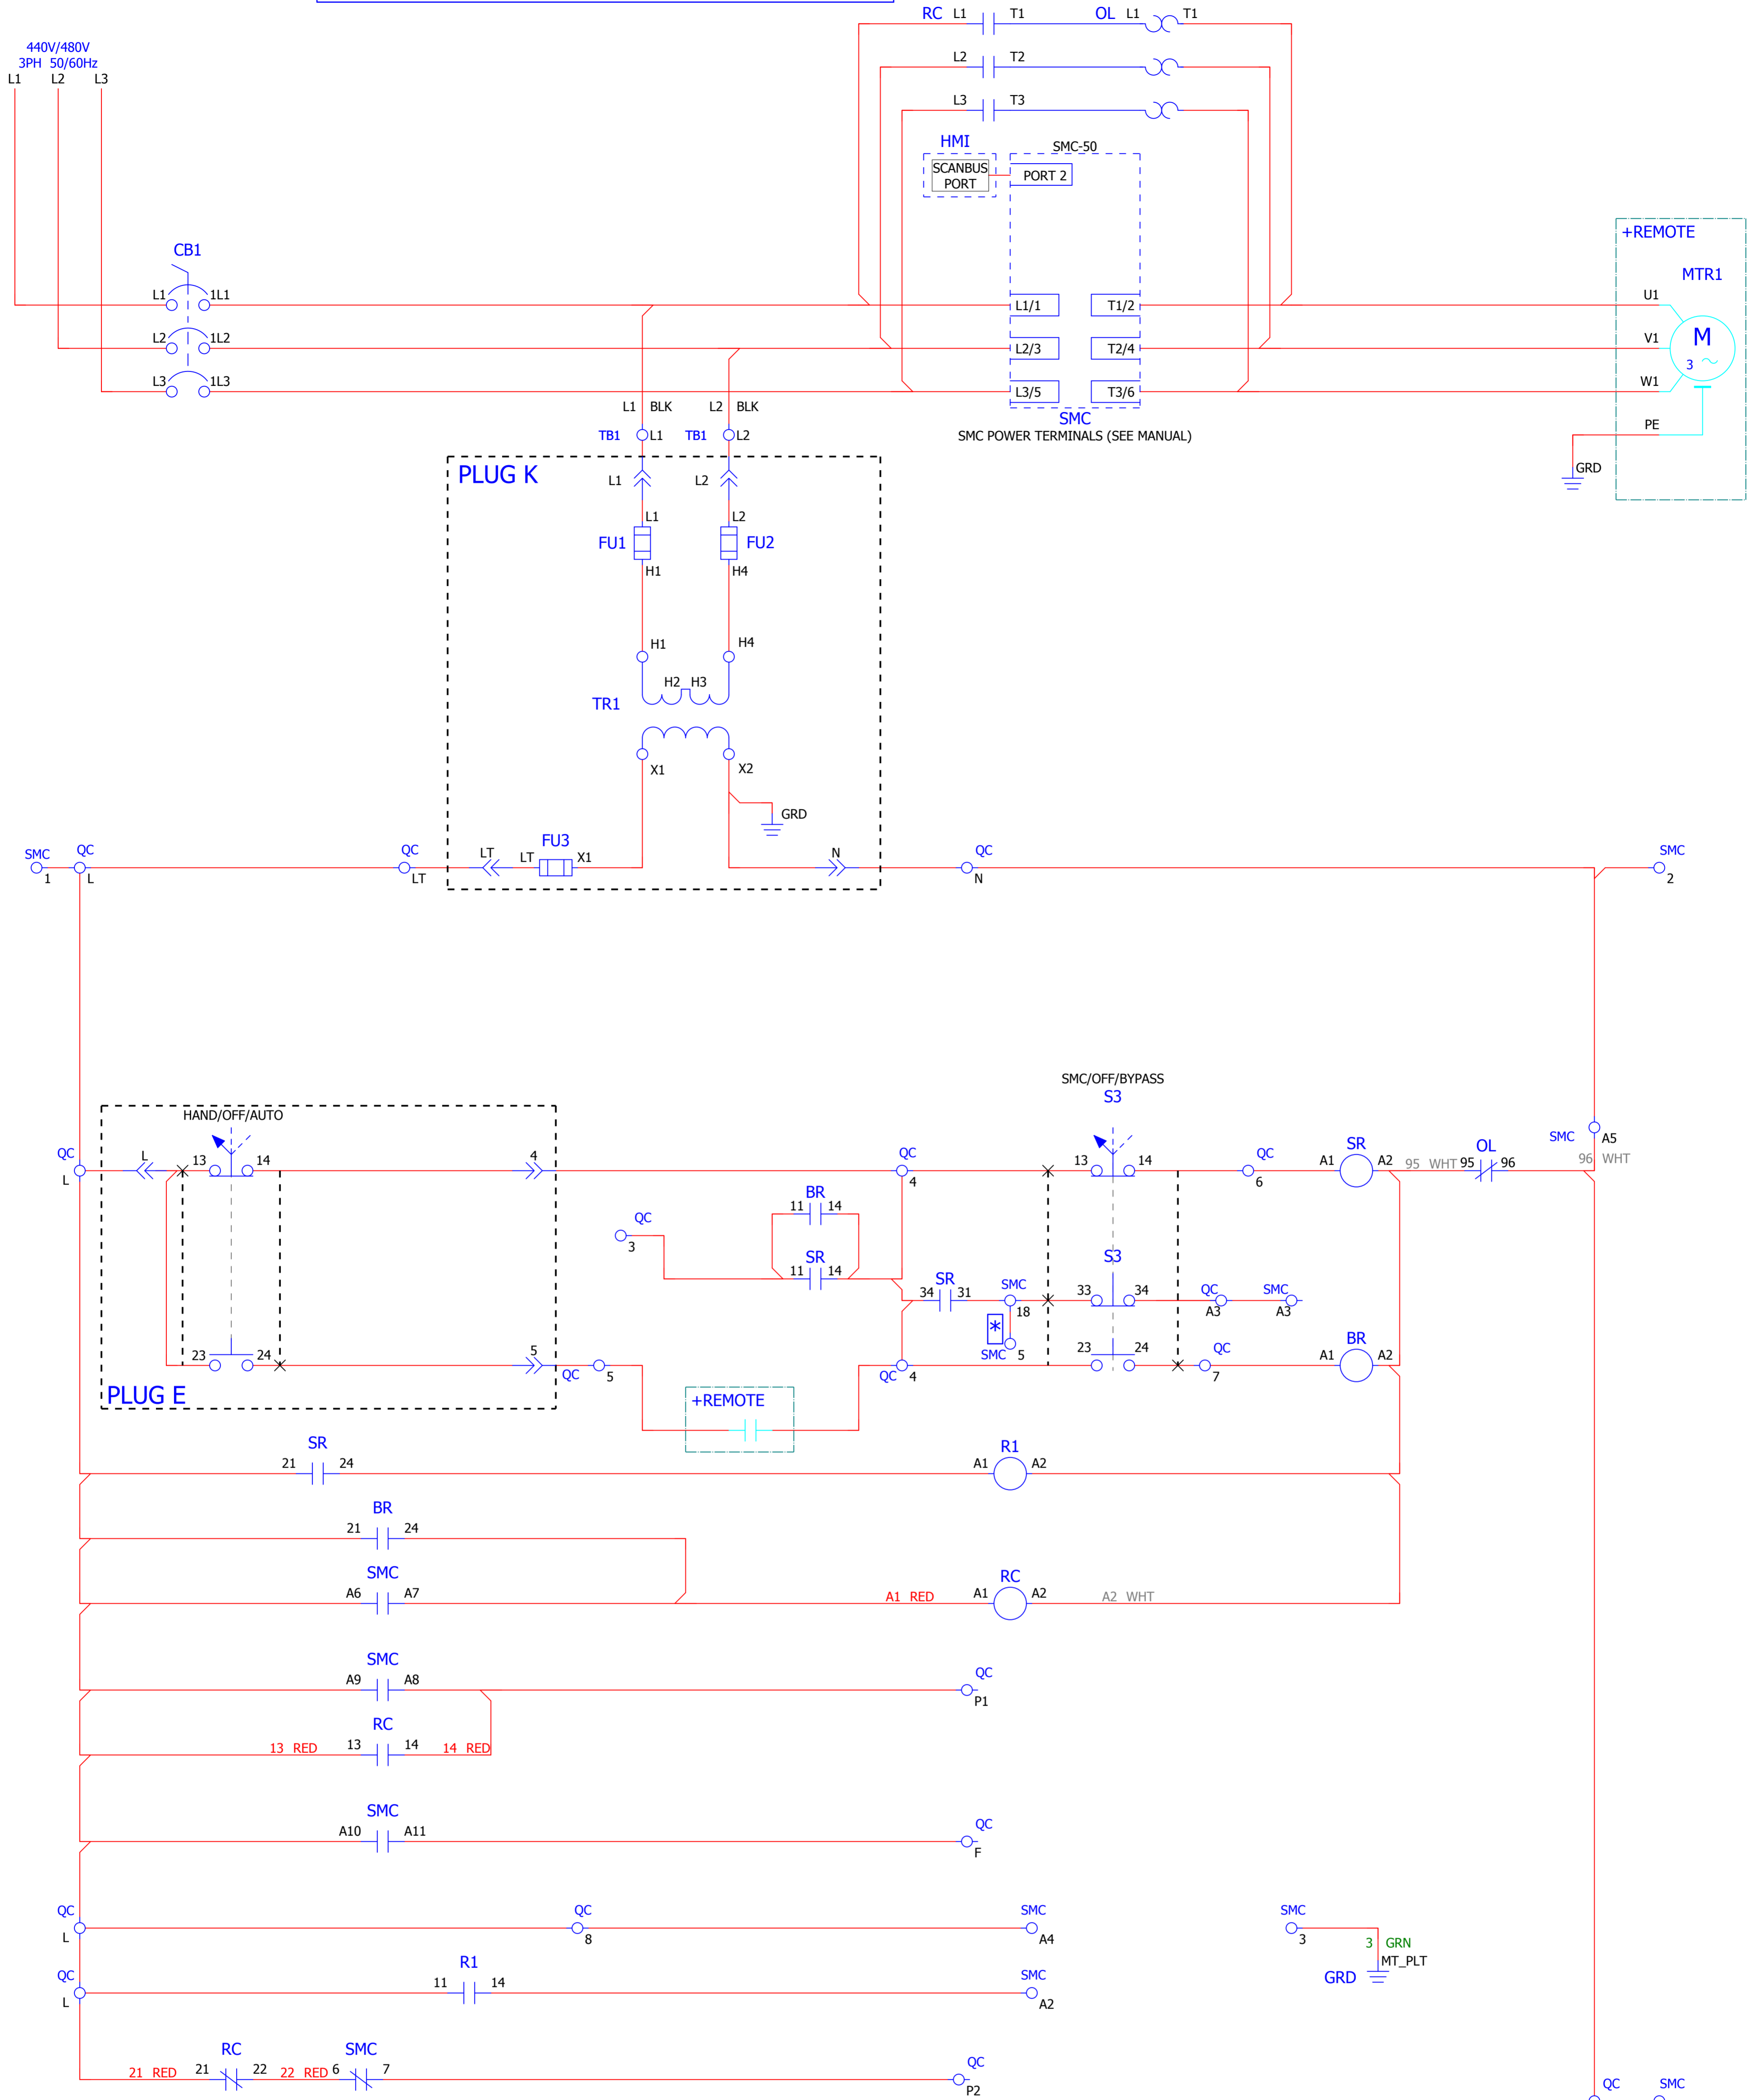 RC L1 T1 OL L1 T1
440V/480V
3PH 50/60Hz
L1 L2 L3
L2 T2
L3 T3
HMI
SMC-50
SCANBUS
PORT
PORT 2
+REMOTE
MTR1
CB1
L1 1L1
L1/1 T1/2
U1
L2 1L2
L2/3 T2/4
V1
M
3
L3 1L3
L3/5 T3/6
W1
L1 BLK L2 BLK
SMC
SMC POWER TERMINALS (SEE MANUAL)
PE
TB1 L1 TB1 L2
GRD
PLUG K
L1 L2
L1 L2
FU1 FU2
H1 H4
H1 H4
H2 H3
TR1
X1 X2
GRD
FU3
SMC QC QC LT LT X1 N QC SMC
1 L LT N 2
SMC/OFF/BYPASS
S3
HAND/OFF/AUTO
QC L 13 14 4 QC 13 14 QC SR OL SMC A5
L 4 6 A1 A2 95 WHT 95 96 96 WHT
BR
11 14
QC
3
SR
11 14
S3
SR
34 31
SMC
18
33 34
QC
A3
SMC
A3
*
SMC 5
23 24 5
QC 5
QC 4
23 24
QC
7
BR
A1 A2
PLUG E
+REMOTE
SR
21 24
R1
A1 A2
BR
21 24
SMC
A6 A7
RC
A1 RED A1 A2 A2 WHT
SMC
A9 A8
QC
P1
RC
13 RED 13 14 14 RED
SMC
A10 A11
QC
F
QC QC SMC SMC
L 8 A4 3
3 GRN
MT_PLT
GRD
QC R1 SMC
L 11 14 A2
RC SMC
21 RED 21 22 22 RED 6 7
QC
P2
QC SMC